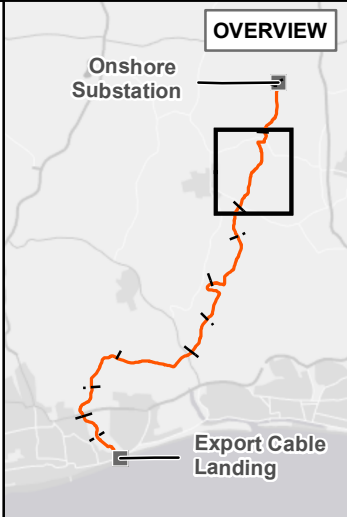 OVERVIEW
Onshore
Substation
Export Cable
Landing